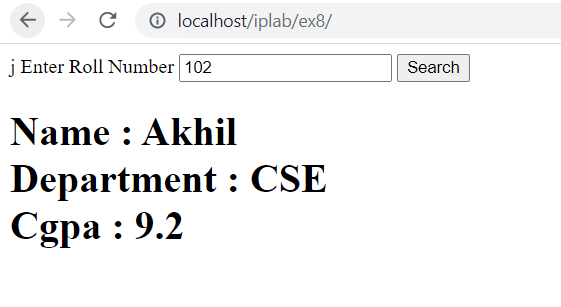 localhost/iplab/ex8/
j Enter Roll Number 102 Search
Name : Akhil
Department : CSE
Cgpa : 9.2